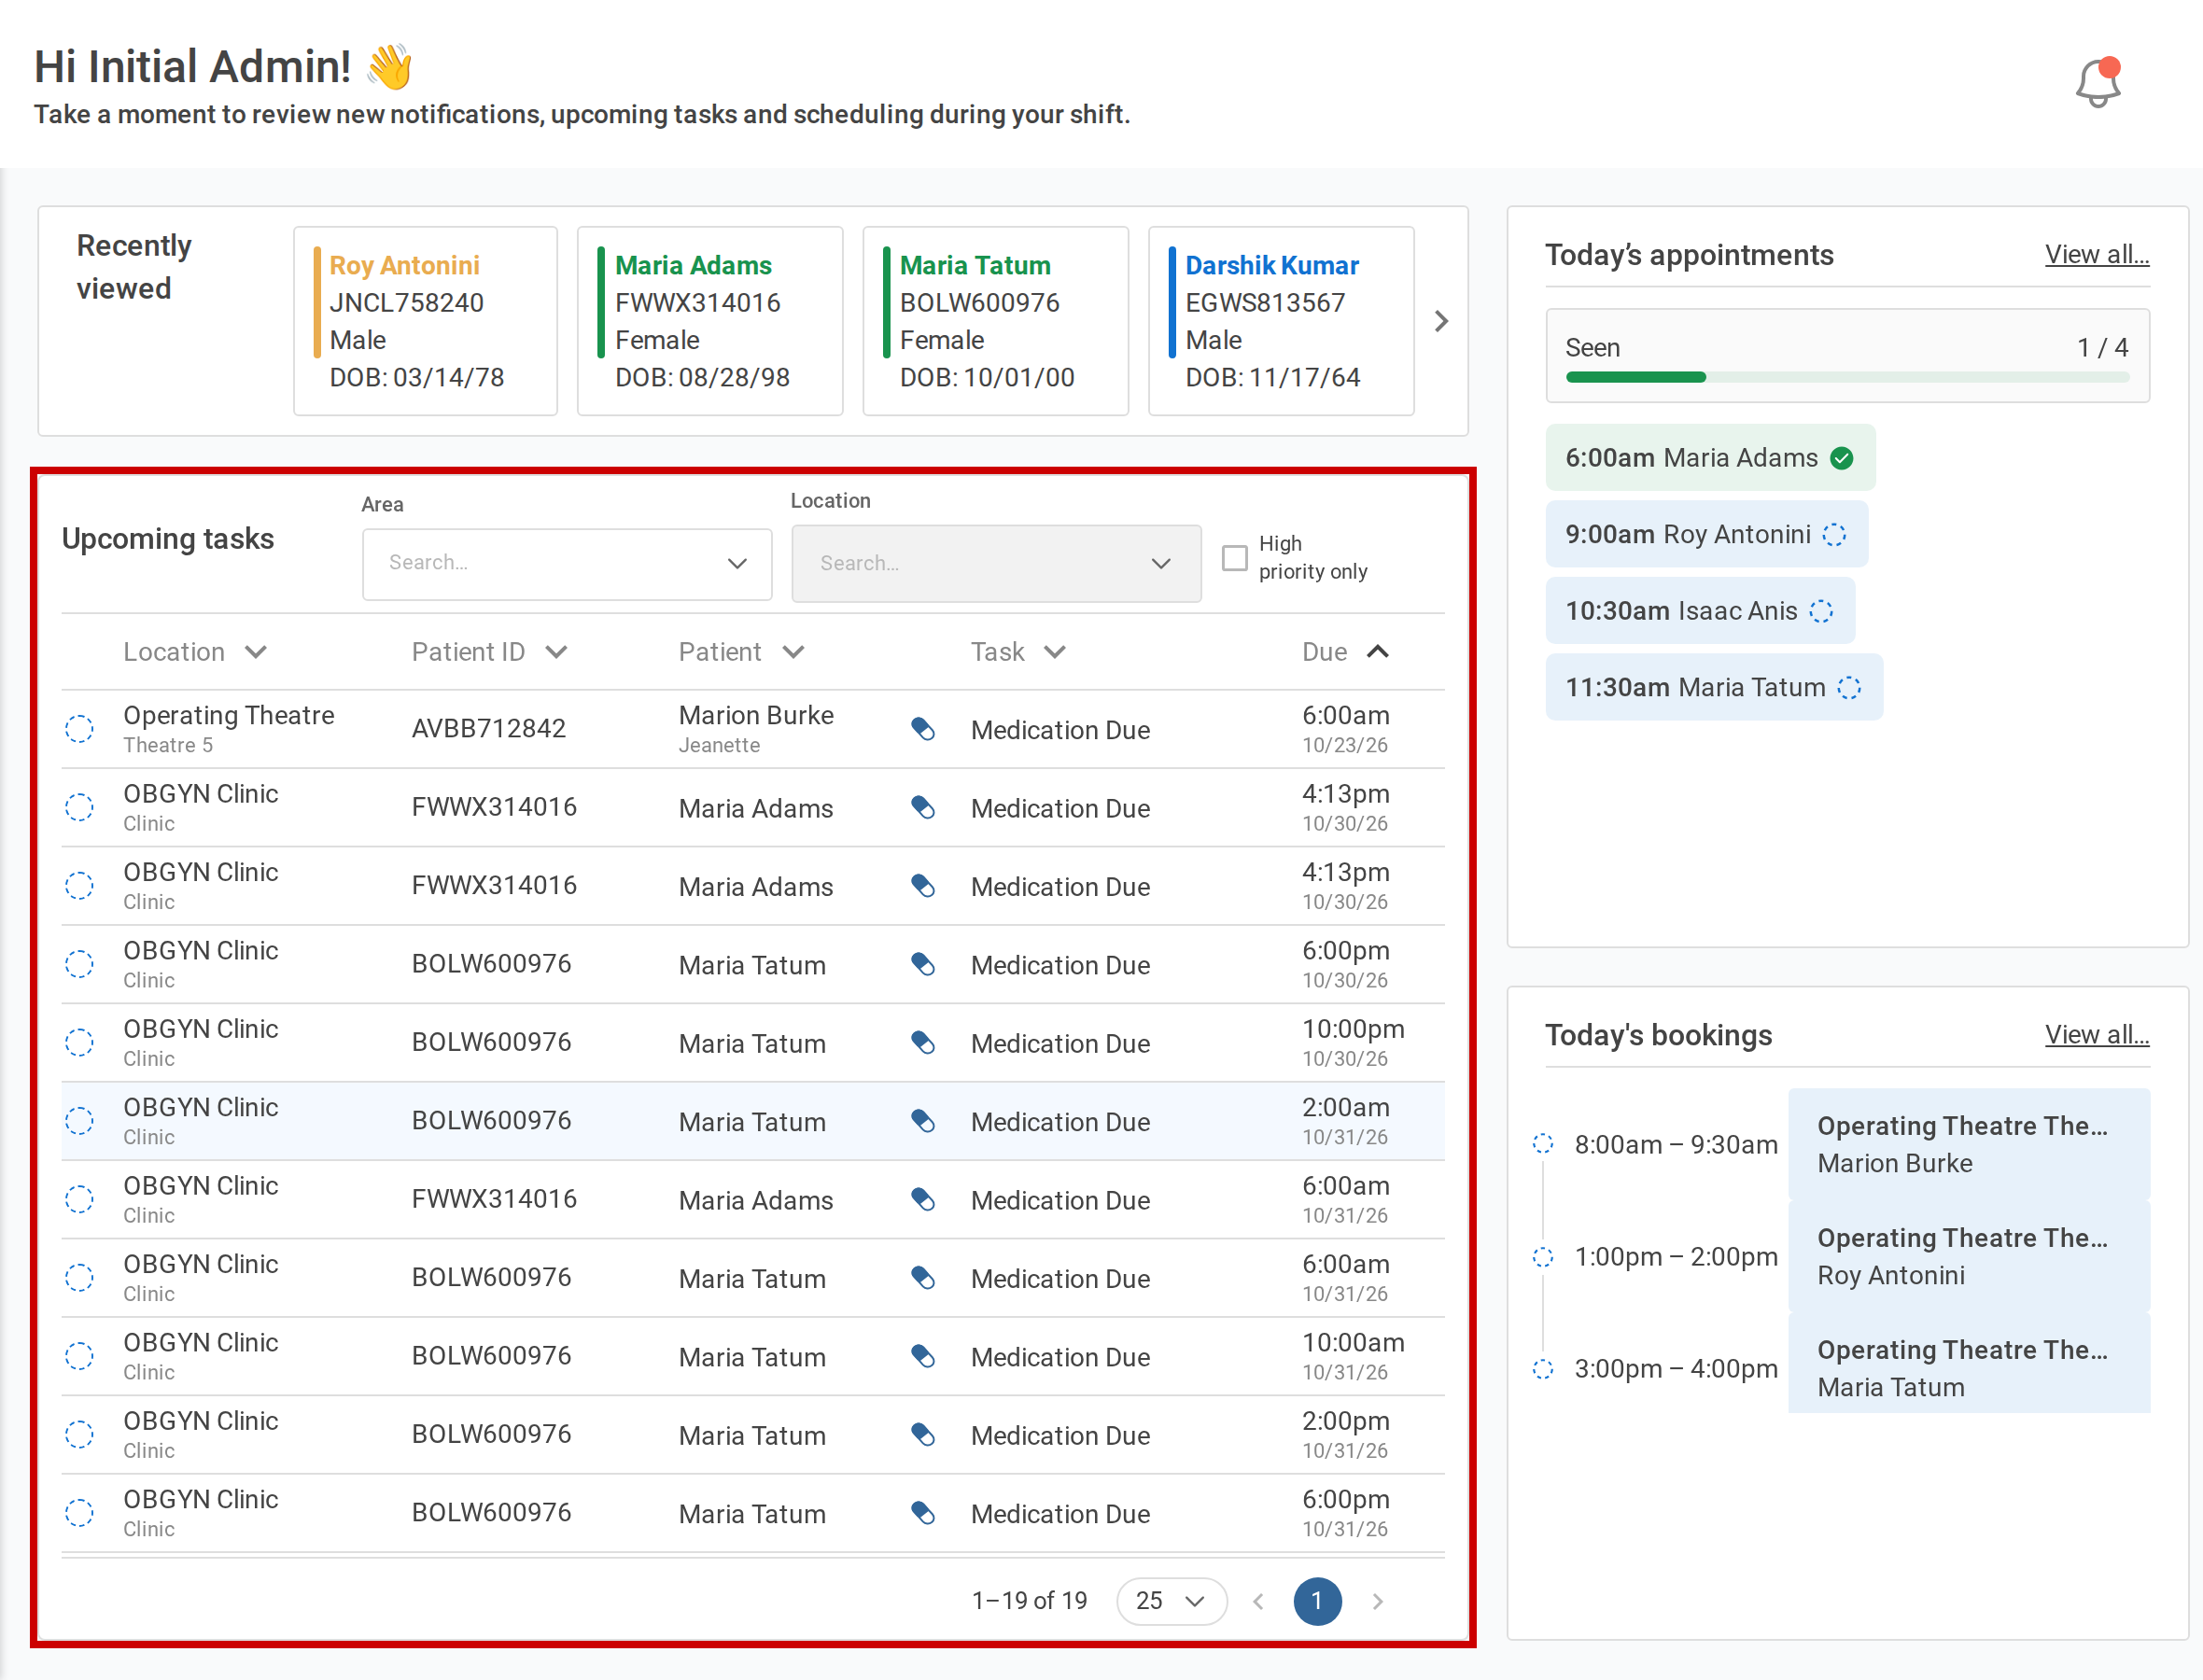 Hi Initial Admin! 👋
Take a moment to review new notifications, upcoming tasks and scheduling during your shift.
Recently
viewed
Roy Antonini
JNCL758240
Male
DOB: 03/14/78
Maria Adams
FWWX314016
Female
DOB: 08/28/98
Maria Tatum
BOLW600976
Female
DOB: 10/01/00
Darshik Kumar
EGWS813567
Male
DOB: 11/17/64
Upcoming tasks
Area
Search...
Location
Search...
High
priority only
Location Patient ID Patient Task Due
Operating Theatre AVBB712842 Marion Burke Medication Due 6:00am
Theatre 5 Jeanette 10/23/26
OBGYN Clinic FWWX314016 Maria Adams Medication Due 4:13pm
Clinic 10/30/26
OBGYN Clinic FWWX314016 Maria Adams Medication Due 4:13pm
Clinic 10/30/26
OBGYN Clinic BOLW600976 Maria Tatum Medication Due 6:00pm
Clinic 10/30/26
OBGYN Clinic BOLW600976 Maria Tatum Medication Due 10:00pm
Clinic 10/30/26
OBGYN Clinic BOLW600976 Maria Tatum Medication Due 2:00am
Clinic 10/31/26
OBGYN Clinic FWWX314016 Maria Adams Medication Due 6:00am
Clinic 10/31/26
OBGYN Clinic BOLW600976 Maria Tatum Medication Due 6:00am
Clinic 10/31/26
OBGYN Clinic BOLW600976 Maria Tatum Medication Due 10:00am
Clinic 10/31/26
OBGYN Clinic BOLW600976 Maria Tatum Medication Due 2:00pm
Clinic 10/31/26
OBGYN Clinic BOLW600976 Maria Tatum Medication Due 6:00pm
Clinic 10/31/26
1–19 of 19 25 1
Today’s appointments View all...
Seen 1 / 4
6:00am Maria Adams
9:00am Roy Antonini
10:30am Isaac Anis
11:30am Maria Tatum
Today's bookings View all...
8:00am – 9:30am
Operating Theatre The...
Marion Burke
1:00pm – 2:00pm
Operating Theatre The...
Roy Antonini
3:00pm – 4:00pm
Operating Theatre The...
Maria Tatum